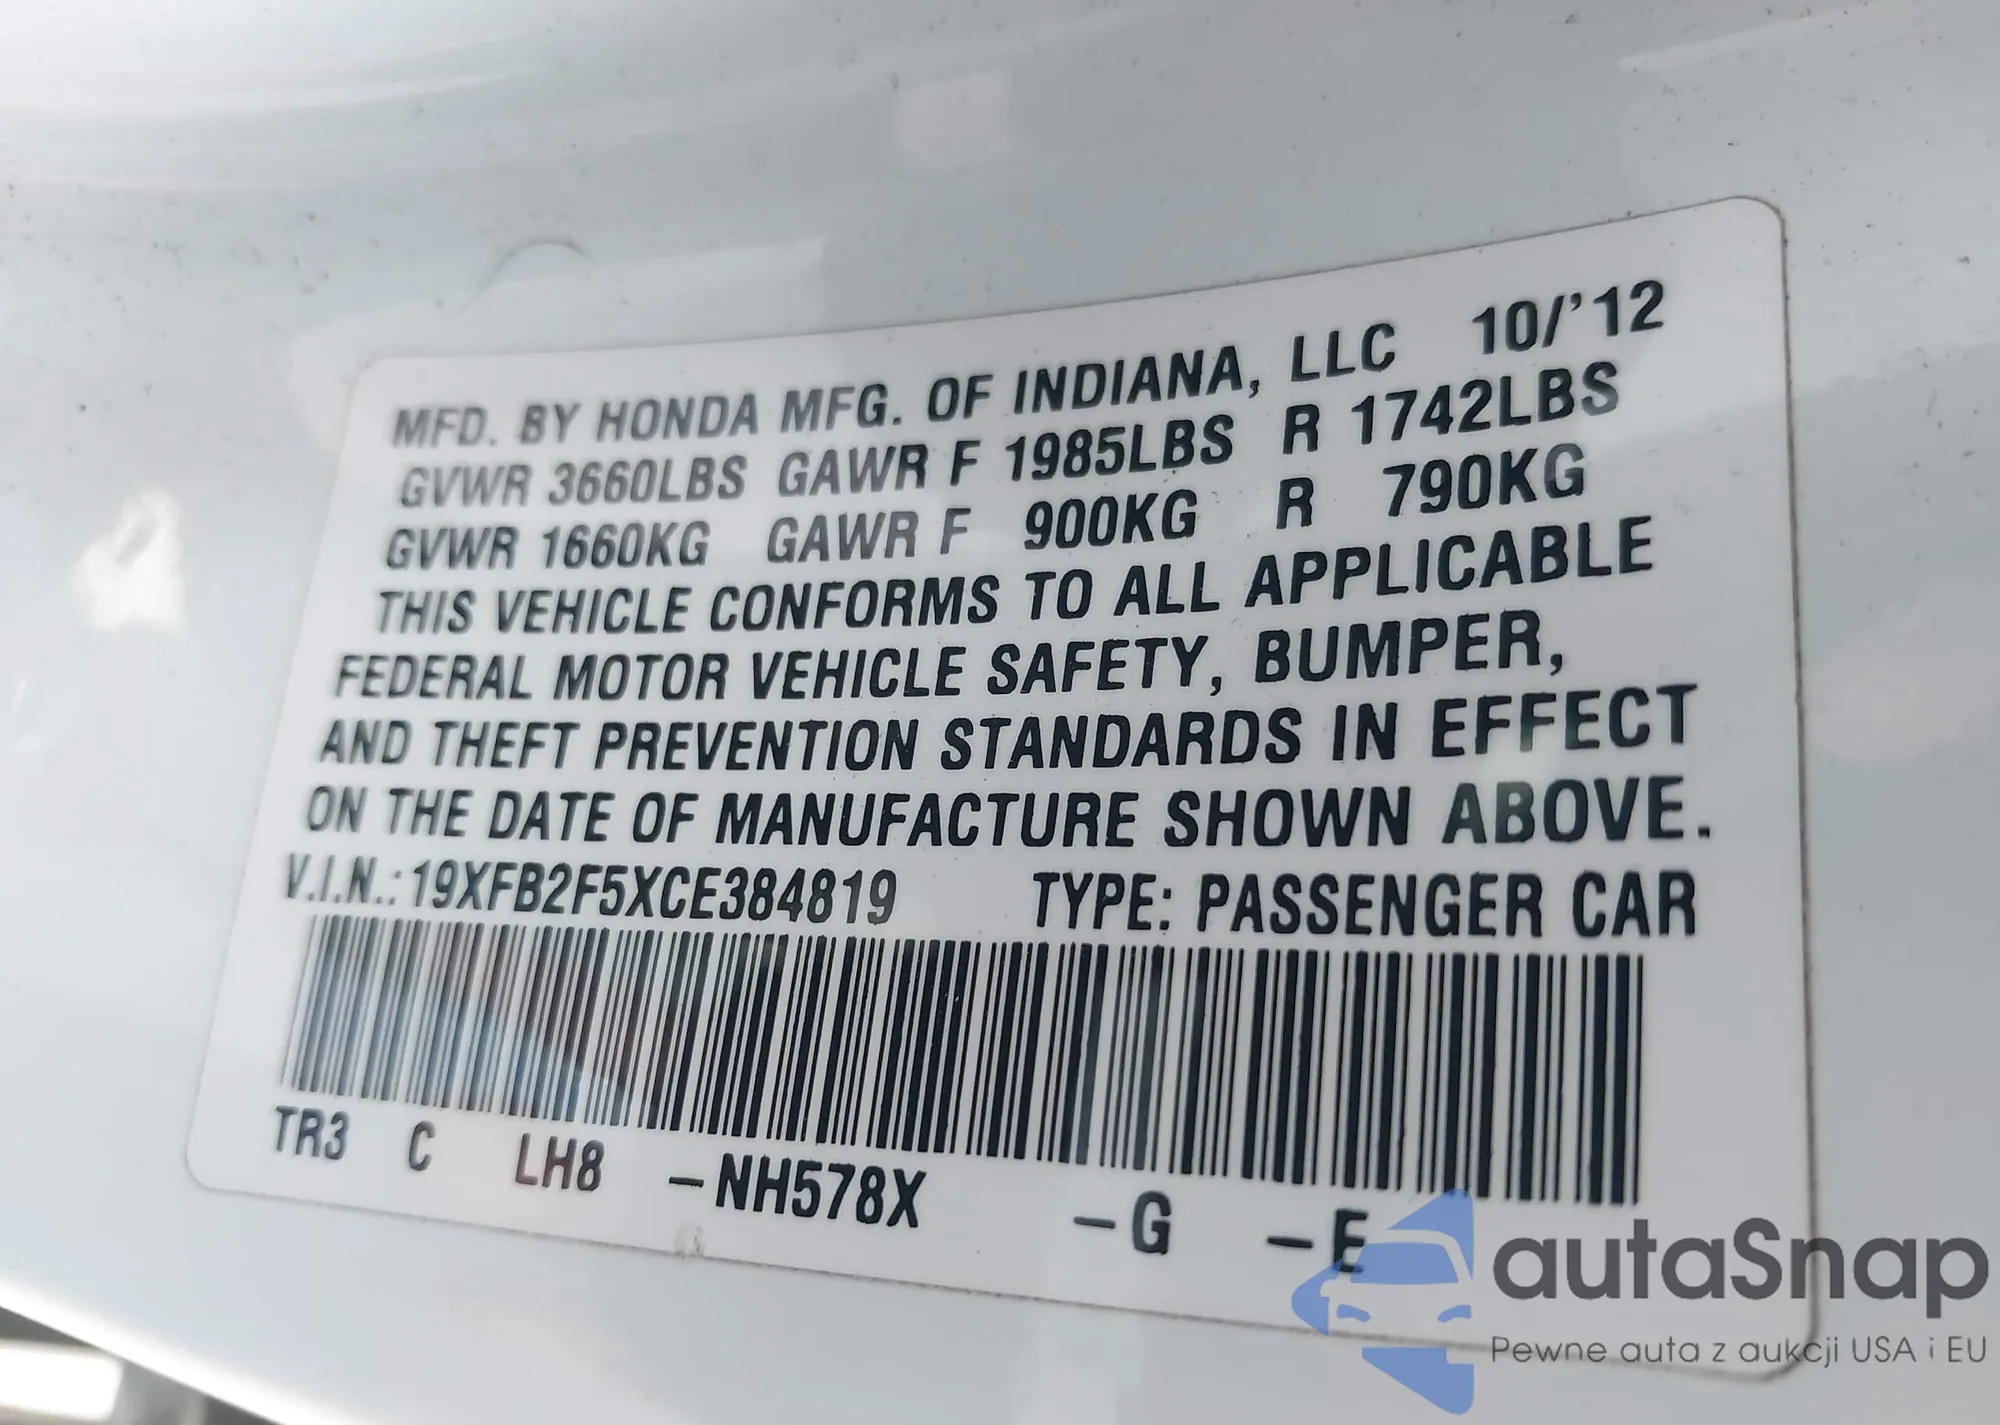 MFD. BY HONDA MFG. OF INDIANA, LLC 10/'12
GVWR 3660LBS GAWR F 1985LBS R 1742LBS
GVWR 1660KG GAWR F 900KG R 790KG
THIS VEHICLE CONFORMS TO ALL APPLICABLE
FEDERAL MOTOR VEHICLE SAFETY, BUMPER,
AND THEFT PREVENTION STANDARDS IN EFFECT
ON THE DATE OF MANUFACTURE SHOWN ABOVE.
V.I.N.: 19XFB2F5XCE384819 TYPE: PASSENGER CAR
TR3 C LH8 -NH578X -G -E
autaSnap
Pewne auta z aukcji USA i EU